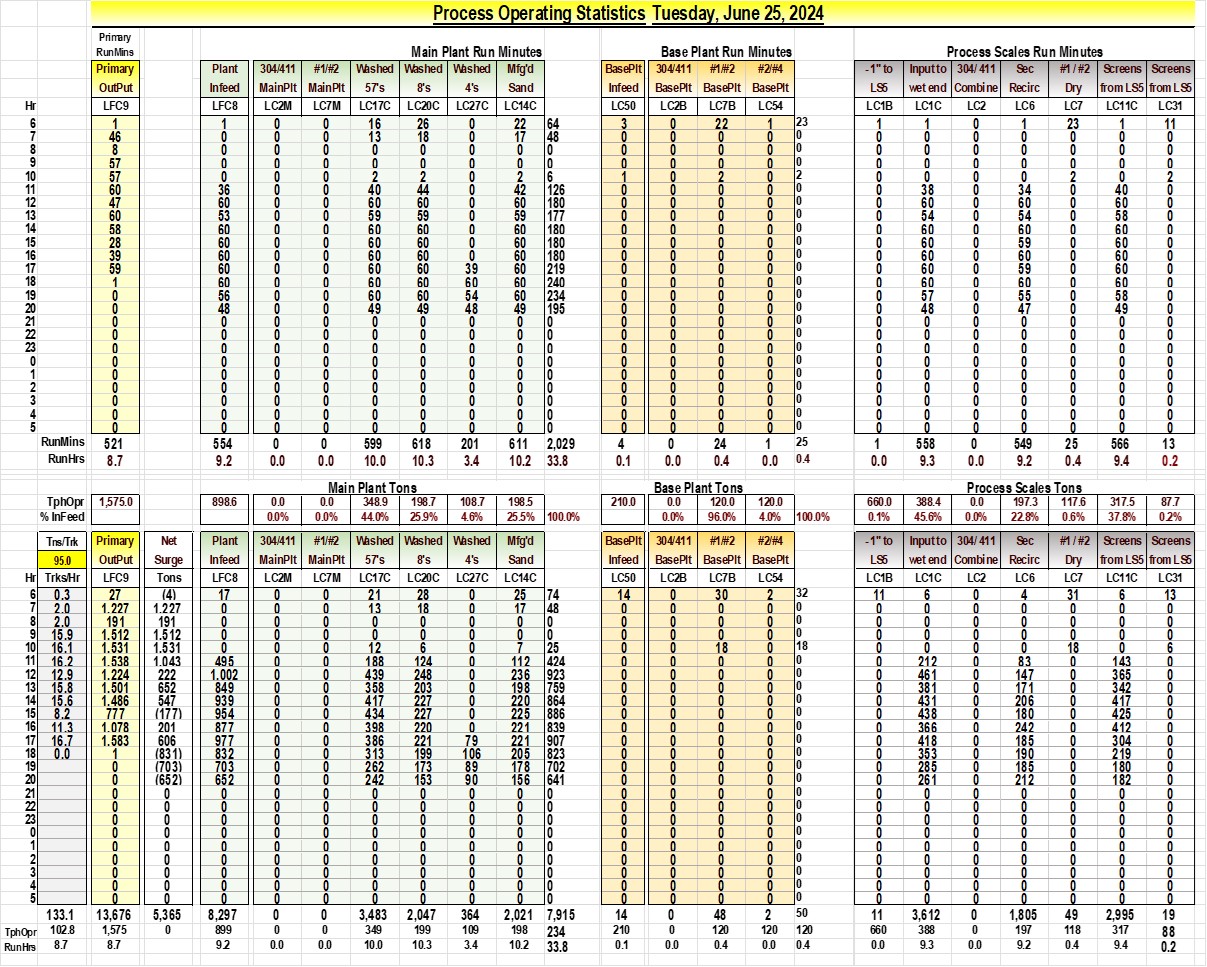 Process Operating Statistics Tuesday, June 25, 2024
Primary
RunMins Main Plant Run Minutes Base Plant Run Minutes Process Scales Run Minutes
Primary Plant 304/411 #1/#2 Washed Washed Washed Mfg'd BasePlt 304/411 #1/#2 #2/#4 -1" to Input to 304/ 411 Sec #1 / #2 Screens Screens
OutPut Infeed MainPlt MainPlt 57's 8's 4's Sand Infeed BasePlt BasePlt BasePlt LS5 wet end Combine Recirc Dry from LS5 from LS5
Hr LFC9 LFC8 LC2M LC7M LC17C LC20C LC27C LC14C LC50 LC2B LC7B LC54 LC1B LC1C LC2 LC6 LC7 LC11C LC31
6 1 1 0 0 16 26 0 22 64 3 0 22 1 23 1 1 0 1 23 1 11
7 46 0 0 0 13 18 0 17 48 0 0 0 0 0 0 0 0 0 0 0 0
8 8 0 0 0 0 0 0 0 0 0 0 0 0 0 0 0 0 0 0 0 0
9 57 0 0 0 0 0 0 0 0 0 0 0 0 0 0 0 0 0 0 0 0
10 57 0 0 0 2 2 0 2 6 1 0 2 0 2 0 0 0 0 2 0 2
11 60 36 0 0 40 44 0 42 126 0 0 0 0 0 0 38 0 34 0 40 0
12 47 60 0 0 60 60 0 60 180 0 0 0 0 0 0 60 0 60 0 60 0
13 60 53 0 0 59 59 0 59 177 0 0 0 0 0 0 54 0 54 0 58 0
14 58 60 0 0 60 60 0 60 180 0 0 0 0 0 0 60 0 60 0 60 0
15 28 60 0 0 60 60 0 60 180 0 0 0 0 0 0 60 0 59 0 60 0
16 39 60 0 0 60 60 0 60 180 0 0 0 0 0 0 60 0 60 0 60 0
17 59 60 0 0 60 60 39 60 219 0 0 0 0 0 0 60 0 59 0 60 0
18 1 60 0 0 60 60 60 60 240 0 0 0 0 0 0 60 0 60 0 60 0
19 0 56 0 0 60 60 54 60 234 0 0 0 0 0 0 57 0 55 0 58 0
20 0 48 0 0 49 49 48 49 195 0 0 0 0 0 0 48 0 47 0 49 0
21 0 0 0 0 0 0 0 0 0 0 0 0 0 0 0 0 0 0 0 0 0
22 0 0 0 0 0 0 0 0 0 0 0 0 0 0 0 0 0 0 0 0 0
23 0 0 0 0 0 0 0 0 0 0 0 0 0 0 0 0 0 0 0 0 0
0 0 0 0 0 0 0 0 0 0 0 0 0 0 0 0 0 0 0 0 0 0
1 0 0 0 0 0 0 0 0 0 0 0 0 0 0 0 0 0 0 0 0 0
2 0 0 0 0 0 0 0 0 0 0 0 0 0 0 0 0 0 0 0 0 0
3 0 0 0 0 0 0 0 0 0 0 0 0 0 0 0 0 0 0 0 0 0
4 0 0 0 0 0 0 0 0 0 0 0 0 0 0 0 0 0 0 0 0 0
5 0 0 0 0 0 0 0 0 0 0 0 0 0 0 0 0 0 0 0 0 0
RunMins 521 554 0 0 599 618 201 611 2,029 4 0 24 1 25 1 558 0 549 25 566 13
RunHrs 8.7 9.2 0.0 0.0 10.0 10.3 3.4 10.2 33.8 0.1 0.0 0.4 0.0 0.4 0.0 9.3 0.0 9.2 0.4 9.4 0.2
Main Plant Tons Base Plant Tons Process Scales Tons
TphOpr 1,575.0 898.6 0.0 0.0 348.9 198.7 108.7 198.5 210.0 0.0 120.0 120.0 660.0 388.4 0.0 197.3 117.6 317.5 87.7
% InFeed 0.0% 0.0% 44.0% 25.9% 4.6% 25.5% 100.0% 0.0% 96.0% 4.0% 100.0% 0.1% 45.6% 0.0% 22.8% 0.6% 37.8% 0.2%
Tns/Trk Primary Net Plant 304/411 #1/#2 Washed Washed Washed Mfg'd BasePlt 304/411 #1/#2 #2/#4 -1" to Input to 304/ 411 Sec #1 / #2 Screens Screens
95.0 OutPut Surge Infeed MainPlt MainPlt 57's 8's 4's Sand Infeed BasePlt BasePlt BasePlt LS5 wet end Combine Recirc Dry from LS5 from LS5
Hr Trks/Hr LFC9 Tons LFC8 LC2M LC7M LC17C LC20C LC27C LC14C LC50 LC2B LC7B LC54 LC1B LC1C LC2 LC6 LC7 LC11C LC31
6 0.3 27 (4) 17 0 0 21 28 0 25 74 14 0 30 2 32 11 6 0 4 31 6 13
7 2.0 1.227 1.227 0 0 0 13 18 0 17 48 0 0 0 0 0 0 0 0 0 0 0 0
8 2.0 191 191 0 0 0 0 0 0 0 0 0 0 0 0 0 0 0 0 0 0 0 0
9 15.9 1.512 1.512 0 0 0 0 0 0 0 0 0 0 0 0 0 0 0 0 0 0 0 0
10 16.1 1.531 1.531 0 0 0 12 6 0 7 25 0 0 18 0 18 0 0 0 0 18 0 6
11 16.2 1.538 1.043 495 0 0 188 124 0 112 424 0 0 0 0 0 0 212 0 83 0 143 0
12 12.9 1.224 222 1.002 0 0 439 248 0 236 923 0 0 0 0 0 0 461 0 147 0 365 0
13 15.8 1.501 652 849 0 0 358 203 0 198 759 0 0 0 0 0 0 381 0 171 0 342 0
14 15.6 1.486 547 939 0 0 417 227 0 220 864 0 0 0 0 0 0 431 0 206 0 417 0
15 8.2 777 (177) 954 0 0 434 227 0 225 886 0 0 0 0 0 0 438 0 180 0 425 0
16 11.3 1.078 201 877 0 0 398 220 0 221 839 0 0 0 0 0 0 366 0 242 0 412 0
17 16.7 1.583 606 977 0 0 386 221 79 221 907 0 0 0 0 0 0 418 0 185 0 304 0
18 0.0 1 (831) 832 0 0 313 199 106 205 823 0 0 0 0 0 0 353 0 190 0 219 0
19 0 (703) 703 0 0 262 173 89 178 702 0 0 0 0 0 0 285 0 185 0 180 0
20 0 (652) 652 0 0 242 153 90 156 641 0 0 0 0 0 0 261 0 212 0 182 0
21 0 0 0 0 0 0 0 0 0 0 0 0 0 0 0 0 0 0 0 0 0 0
22 0 0 0 0 0 0 0 0 0 0 0 0 0 0 0 0 0 0 0 0 0 0
23 0 0 0 0 0 0 0 0 0 0 0 0 0 0 0 0 0 0 0 0 0 0
0 0 0 0 0 0 0 0 0 0 0 0 0 0 0 0 0 0 0 0 0 0 0
1 0 0 0 0 0 0 0 0 0 0 0 0 0 0 0 0 0 0 0 0 0 0
2 0 0 0 0 0 0 0 0 0 0 0 0 0 0 0 0 0 0 0 0 0 0
3 0 0 0 0 0 0 0 0 0 0 0 0 0 0 0 0 0 0 0 0 0 0
4 0 0 0 0 0 0 0 0 0 0 0 0 0 0 0 0 0 0 0 0 0 0
5 0 0 0 0 0 0 0 0 0 0 0 0 0 0 0 0 0 0 0 0 0 0
133.1 13,676 5,365 8,297 0 0 3,483 2,047 364 2,021 7,915 14 0 48 2 50 11 3,612 0 1,805 49 2,995 19
TphOpr 102.8 1,575 0 899 0 0 349 199 109 198 234 210 0 120 120 120 660 388 0 197 118 317 88
RunHrs 8.7 8.7 9.2 0.0 0.0 10.0 10.3 3.4 10.2 33.8 0.1 0.0 0.4 0.0 0.4 0.0 9.3 0.0 9.2 0.4 9.4 0.2